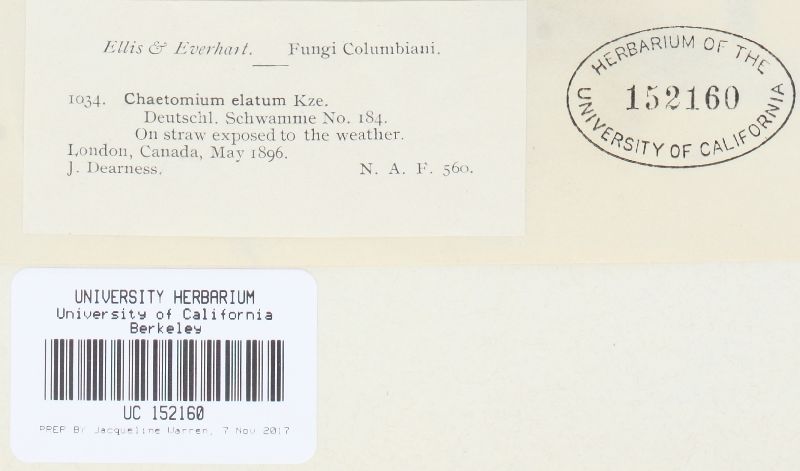 Ellis & Everhart. Fungi Columbiani.
1034. Chaetomium elatum Kze.
Deutschl. Schwamme No. 184.
On straw exposed to the weather.
London, Canada, May 1896.
J. Dearness. N. A. F. 560.
HERBARIUM OF THE
152160
UNIVERSITY OF CALIFORNIA
UNIVERSITY HERBARIUM
University of California
Berkeley
UC 152160
PREP BY Jacqueline Warren, 7 Nov 2017